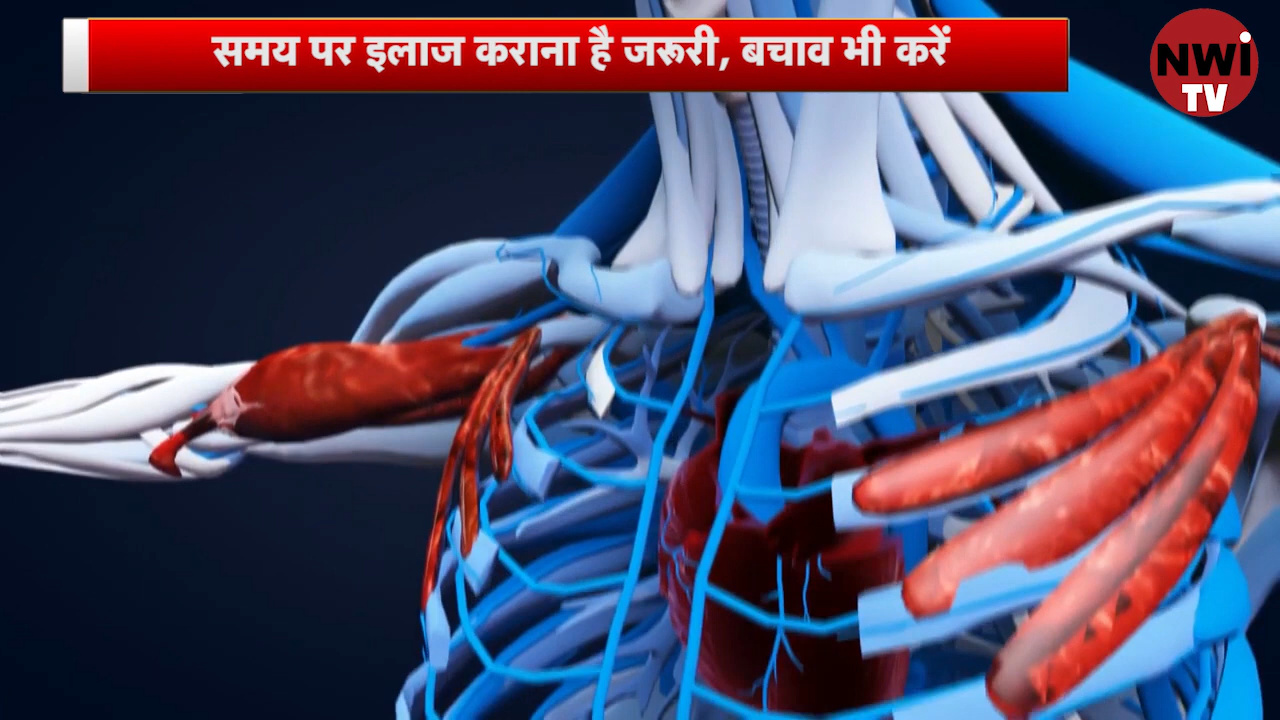 समय पर इलाज कराना है जरूरी, बचाव भी करें
NWi
TV